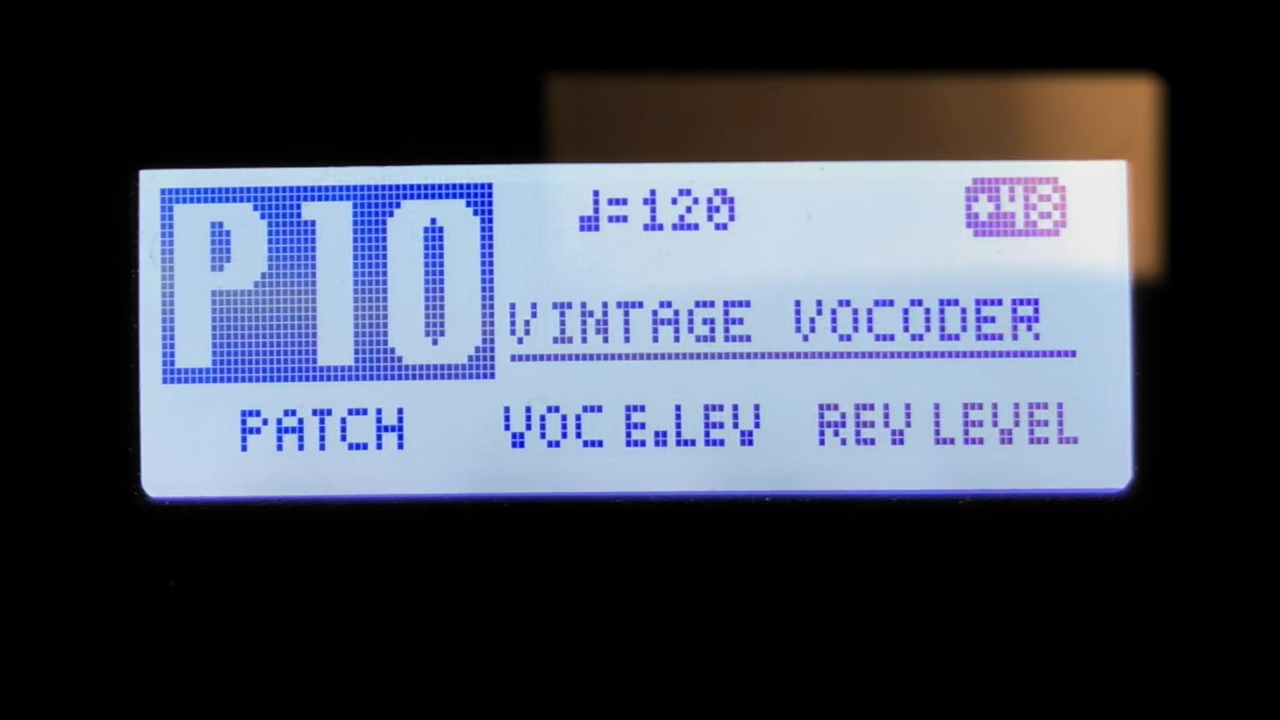 P10
♩=120
VINTAGE VOCODER
PATCH VOC E.LEV REV LEVEL